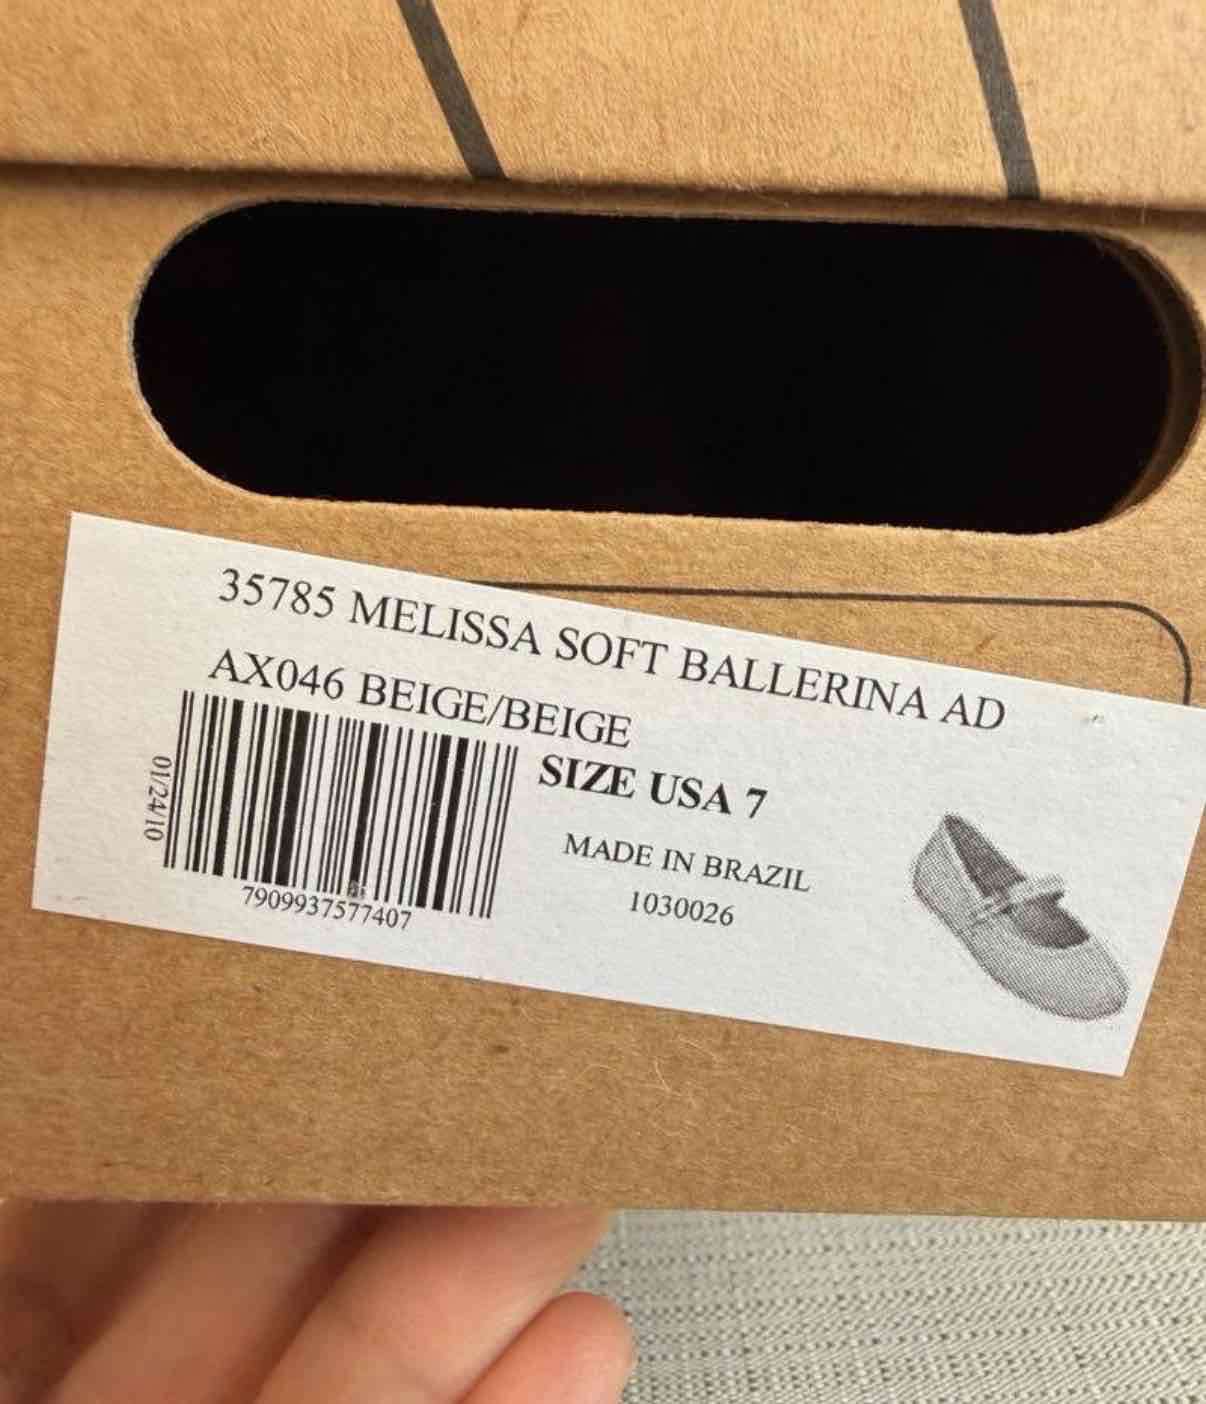 35785 MELISSA SOFT BALLERINA AD
AX046 BEIGE/BEIGE
SIZE USA 7
01/24/10
MADE IN BRAZIL
7909937577407
1030026